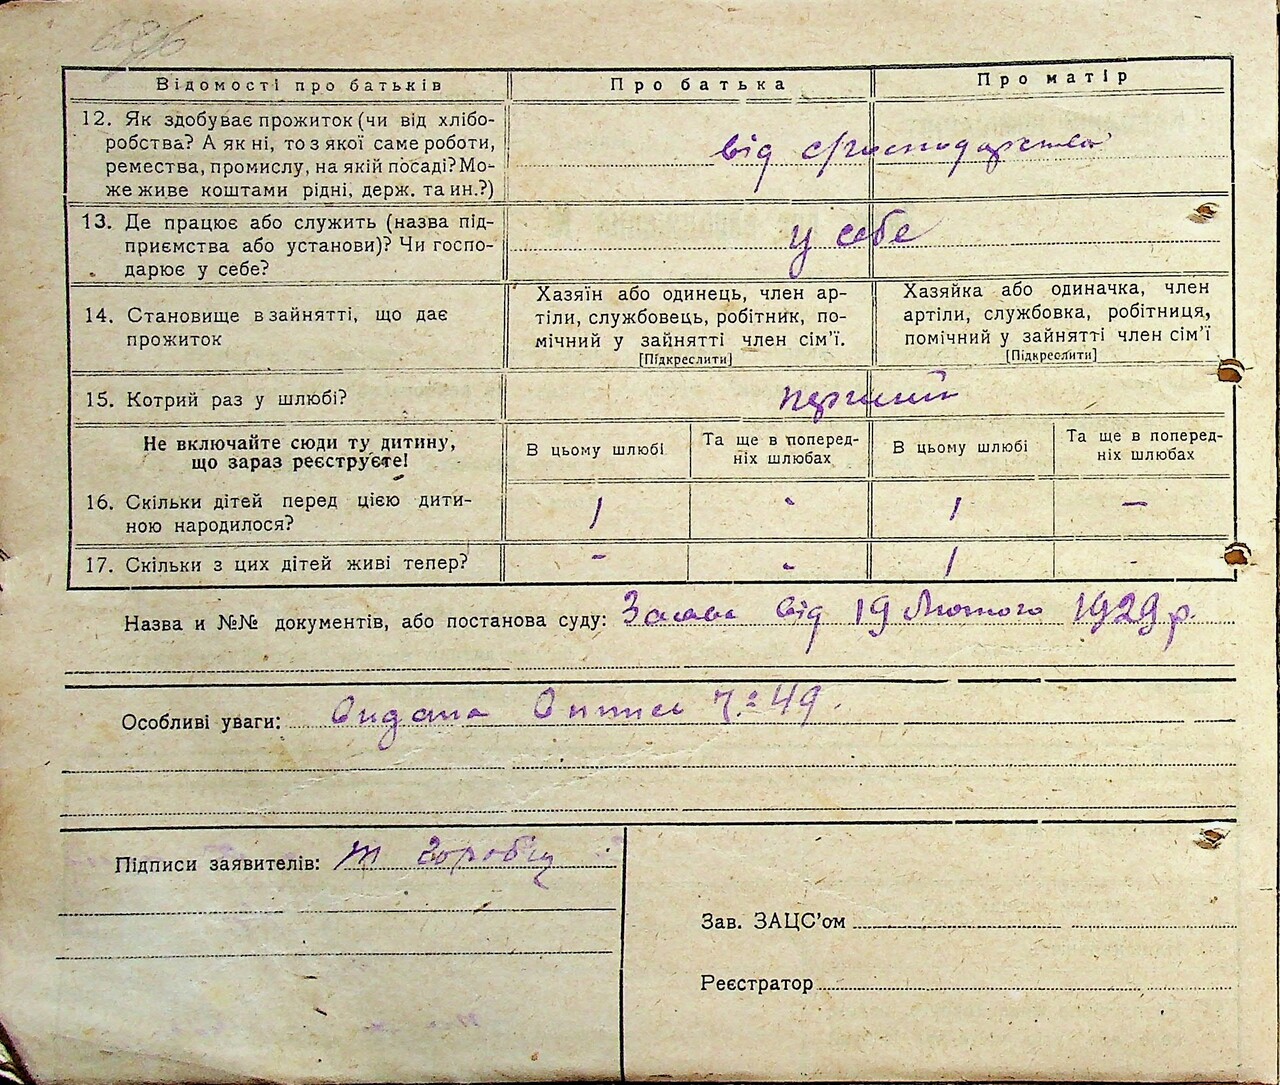 Відомості про батьків Про батька Про матір
12. Як здобуває прожиток (чи від хлібо-
робства? А як ні, то з якої саме роботи,
ремества, промислу, на якій посаді? Мо-
же живе коштами рідні, держ. та ин.?)
від
13. Де працює або служить (назва під-
приємства або установи)? Чи госпо-
дарює у себе?
у себе
14. Становище в зайнятті, що дає
прожиток
Хазяїн або одинець, член ар-
тілі, службовець, робітник, по-
мічний у зайнятті член сім'ї.
[Підкреслити]
Хазяйка або одиначка, член
артілі, службовка, робітниця,
помічний у зайнятті член сім'ї
[Підкреслити]
15. Котрий раз у шлюбі?
перший
Не включайте сюди ту дитину,
що зараз реєструєте!
В цьому шлюбі
Та ще в поперед-
ніх шлюбах
В цьому шлюбі
Та ще в поперед-
ніх шлюбах
16. Скільки дітей перед цією дити-
ною народилося?
1 - 1 —
17. Скільки з цих дітей живі тепер?
- - 1 -
Назва и №№ документів, або постанова суду: Заява від 19 Лютого 1929 р.
Особливі уваги: Видана Випис № 49.
Підписи заявителів:
Зав. ЗАЦС'ом
Реєстратор